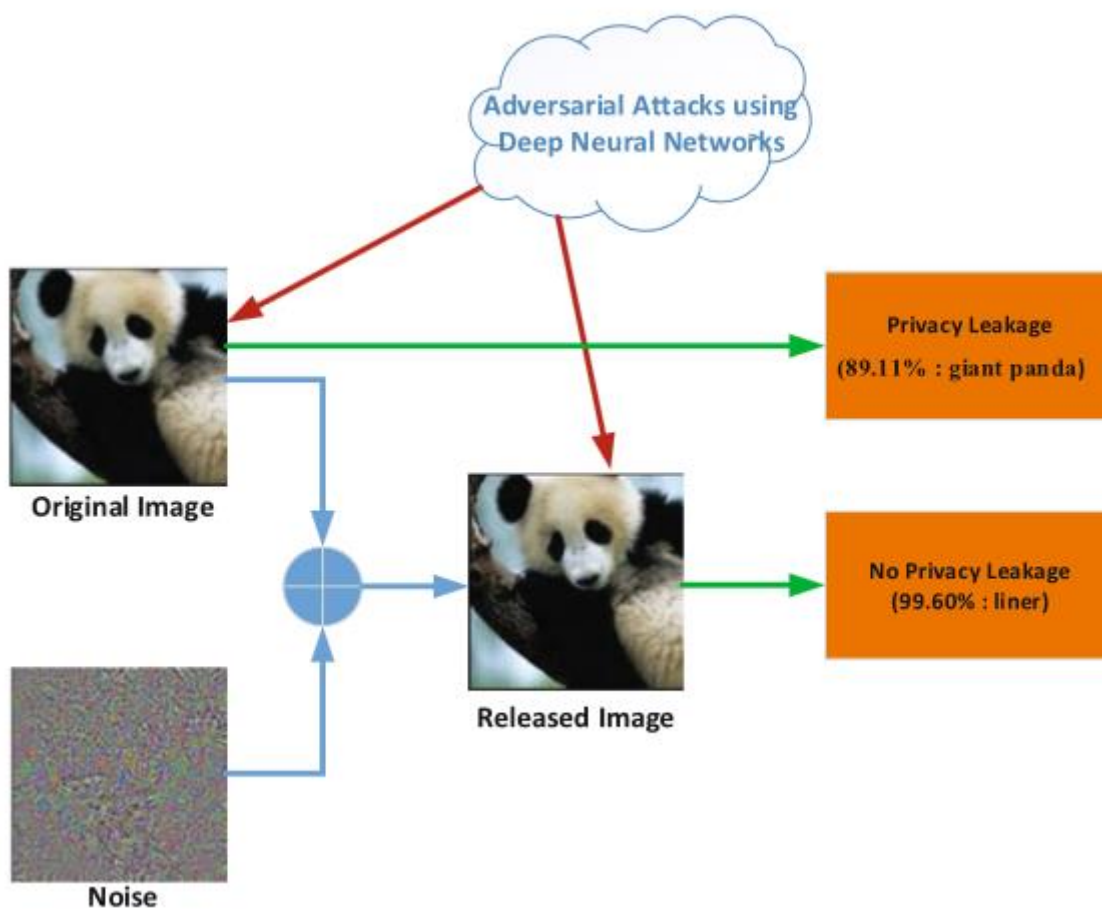 Adversarial Attacks using
Deep Neural Networks
Privacy Leakage
(89.11% : giant panda)
Original Image
No Privacy Leakage
(99.60% : liner)
Released Image
Noise